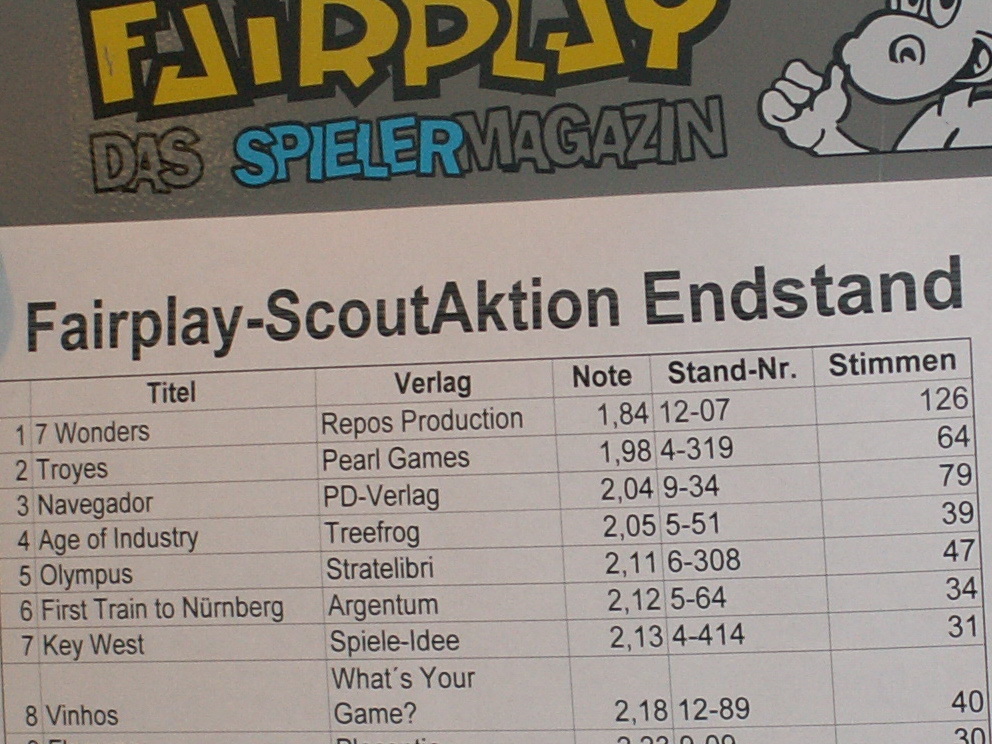 FAIRPLAY
DAS SPIELERMAGAZIN
Fairplay-ScoutAktion Endstand
Titel Verlag Note Stand-Nr. Stimmen
1 7 Wonders Repos Production 1,84 12-07 126
2 Troyes Pearl Games 1,98 4-319 64
3 Navegador PD-Verlag 2,04 9-34 79
4 Age of Industry Treefrog 2,05 5-51 39
5 Olympus Stratelibri 2,11 6-308 47
6 First Train to Nürnberg Argentum 2,12 5-64 34
7 Key West Spiele-Idee 2,13 4-414 31
What´s Your
8 Vinhos Game? 2,18 12-89 40
30